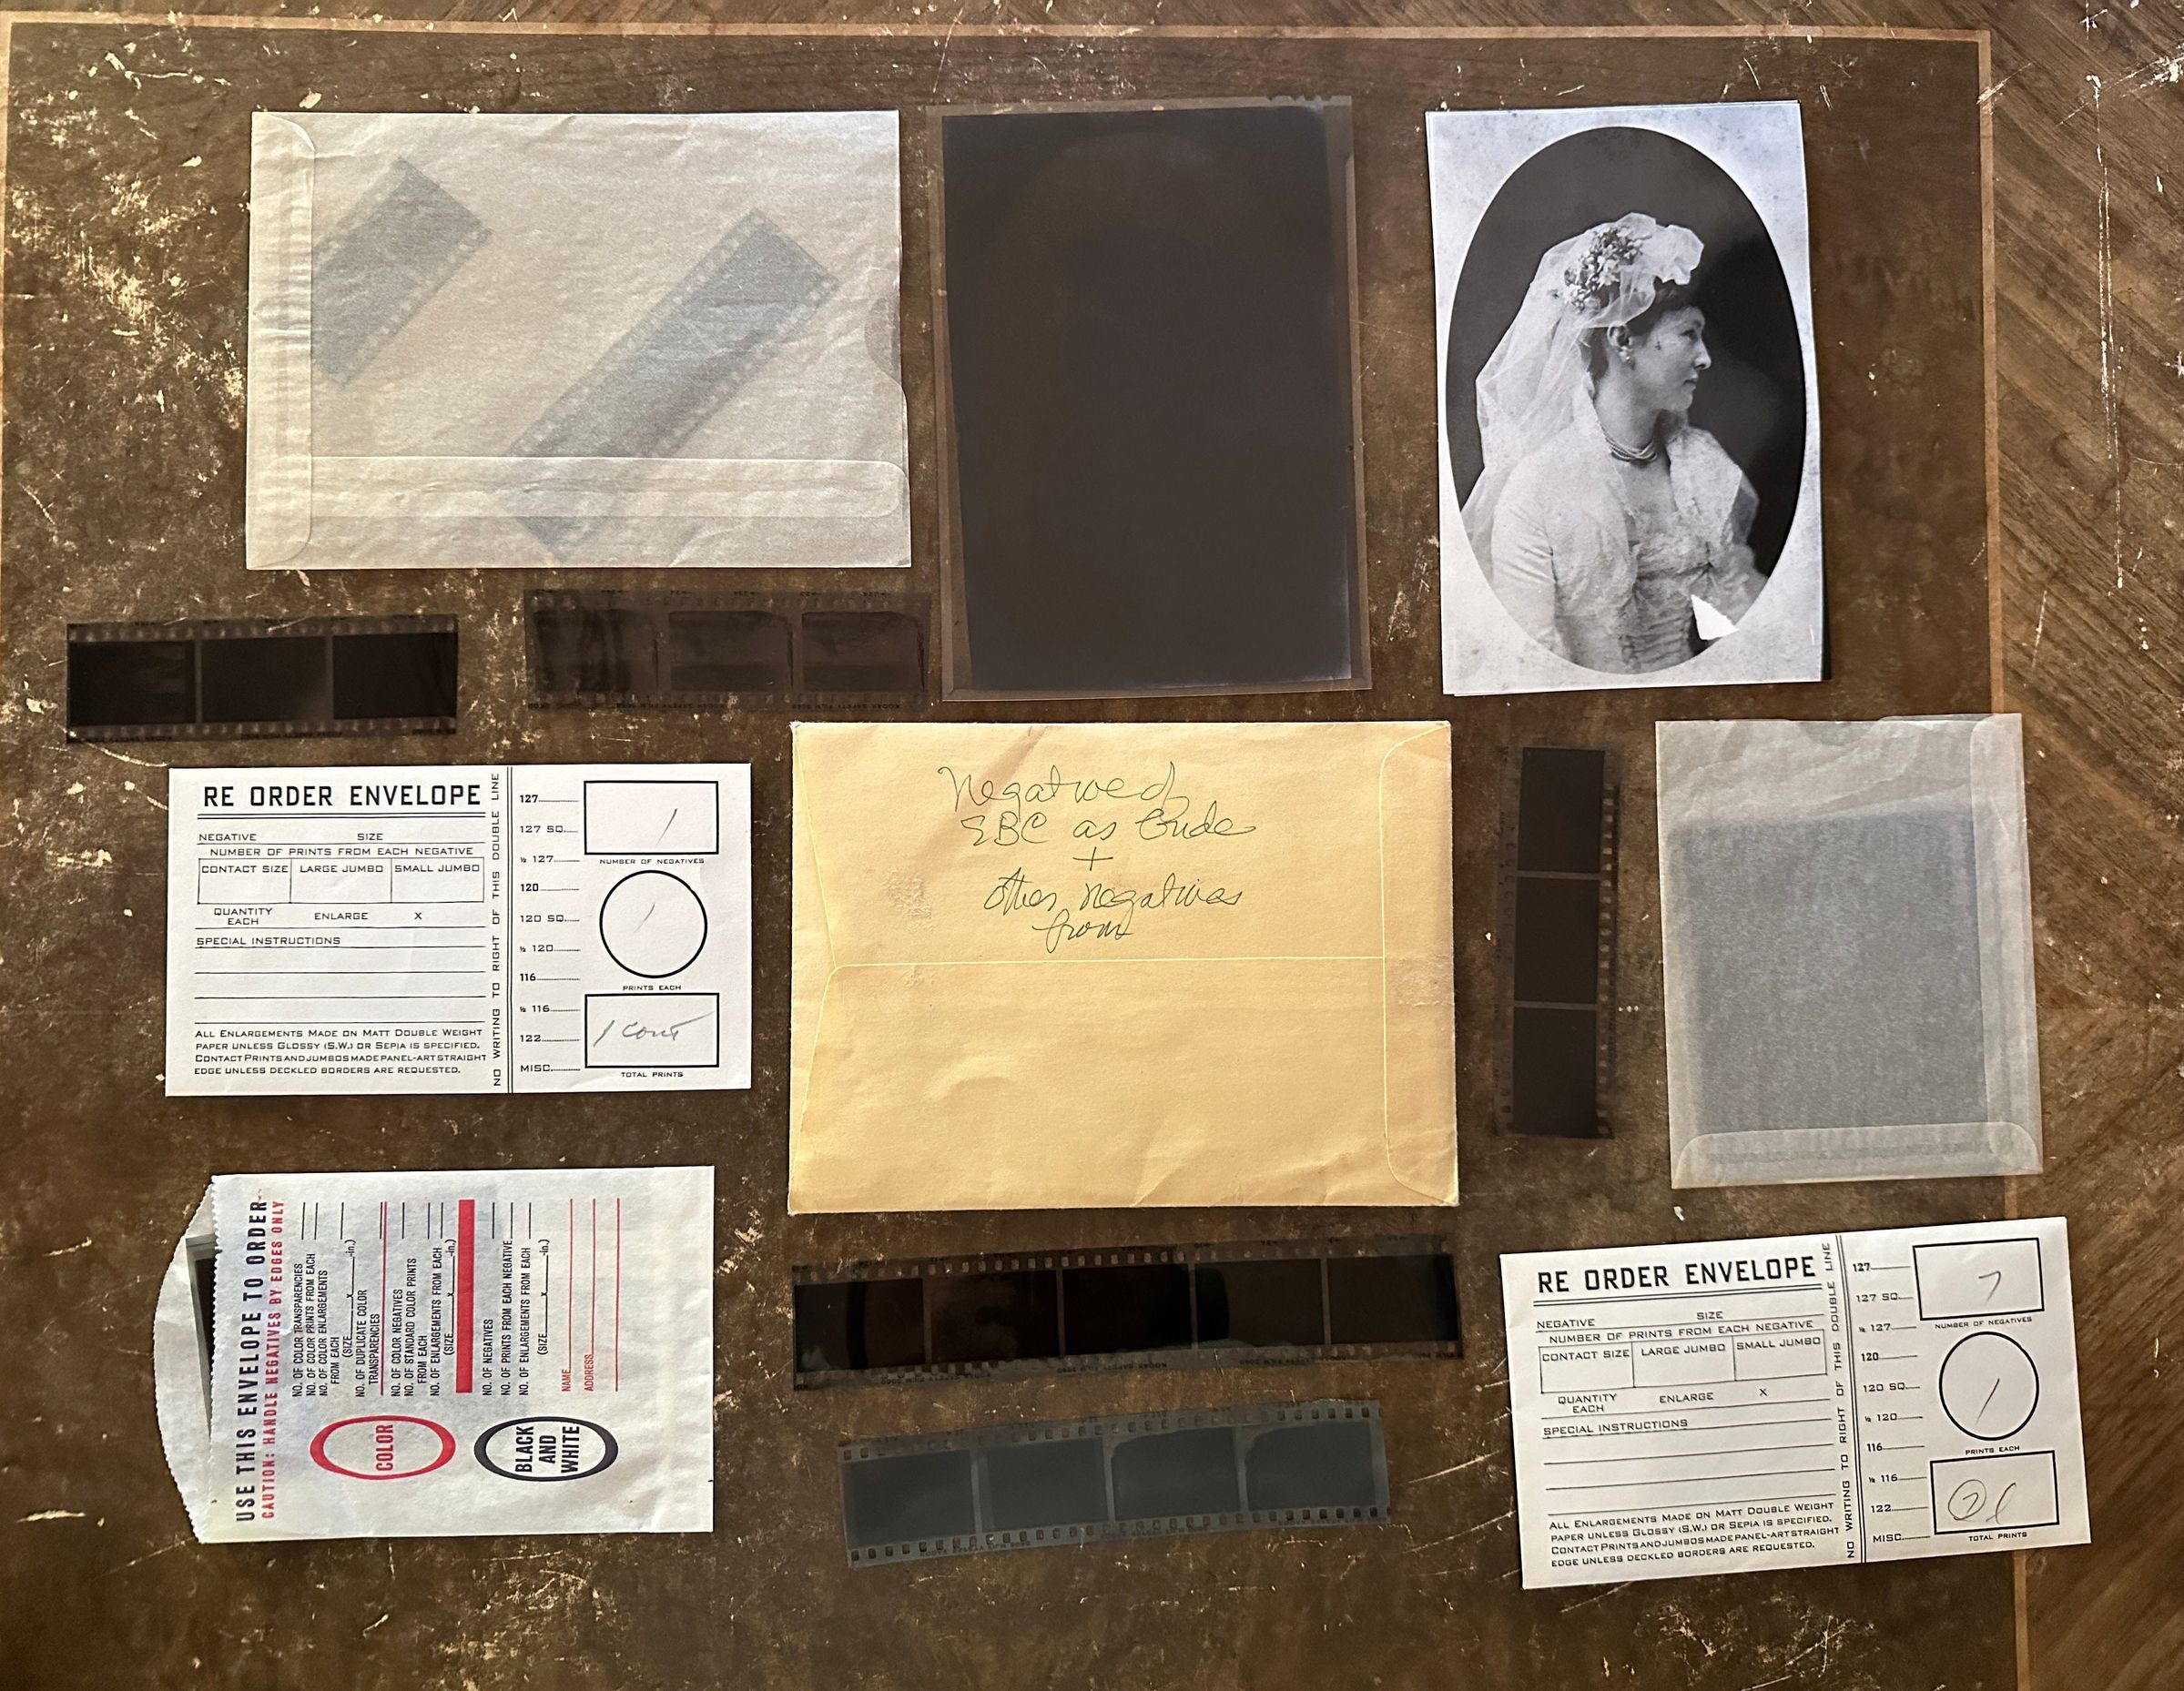 RE ORDER ENVELOPE
NEGATIVE SIZE
NUMBER OF PRINTS FROM EACH NEGATIVE
CONTACT SIZE LARGE JUMBO SMALL JUMBO
QUANTITY EACH ENLARGE X
SPECIAL INSTRUCTIONS
ALL ENLARGEMENTS MADE ON MATT DOUBLE WEIGHT
PAPER UNLESS GLOSSY (S.W.) OR SEPIA IS SPECIFIED.
CONTACT PRINTS AND JUMBOS MADE PANEL-ART STRAIGHT
EDGE UNLESS DECKLED BORDERS ARE REQUESTED.
NO WRITING TO RIGHT OF THIS DOUBLE LINE
127
127 SQ.
½ 127
120
120 SQ.
½ 120
116
½ 116
122
MISC.
1
NUMBER OF NEGATIVES
1
PRINTS EACH
1 cont
TOTAL PRINTS
Negative of
EBC as Bride
+
other negatives
from
USE THIS ENVELOPE TO ORDER
CAUTION: HANDLE NEGATIVES BY EDGES ONLY
NO. OF COLOR TRANSPARENCIES
NO. OF COLOR PRINTS FROM EACH
NO. OF COLOR ENLARGEMENTS
FROM EACH
(SIZE x -in.)
NO. OF DUPLICATE COLOR
TRANSPARENCIES
NO. OF COLOR NEGATIVES
NO. OF STANDARD COLOR PRINTS
FROM EACH
NO. OF ENLARGEMENTS FROM EACH
(SIZE x -in.)
NO. OF NEGATIVES
NO. OF PRINTS FROM EACH NEGATIVE
NO. OF ENLARGEMENTS FROM EACH
(SIZE x -in.)
NAME
ADDRESS
COLOR
BLACK
AND
WHITE
RE ORDER ENVELOPE
NEGATIVE SIZE
NUMBER OF PRINTS FROM EACH NEGATIVE
CONTACT SIZE LARGE JUMBO SMALL JUMBO
QUANTITY EACH ENLARGE X
SPECIAL INSTRUCTIONS
ALL ENLARGEMENTS MADE ON MATT DOUBLE WEIGHT
PAPER UNLESS GLOSSY (S.W.) OR SEPIA IS SPECIFIED.
CONTACT PRINTS AND JUMBOS MADE PANEL-ART STRAIGHT
EDGE UNLESS DECKLED BORDERS ARE REQUESTED.
NO WRITING TO RIGHT OF THIS DOUBLE LINE
127
127 SQ.
½ 127
120
120 SQ.
½ 120
116
½ 116
122
MISC.
7
NUMBER OF NEGATIVES
1
PRINTS EACH
TOTAL PRINTS